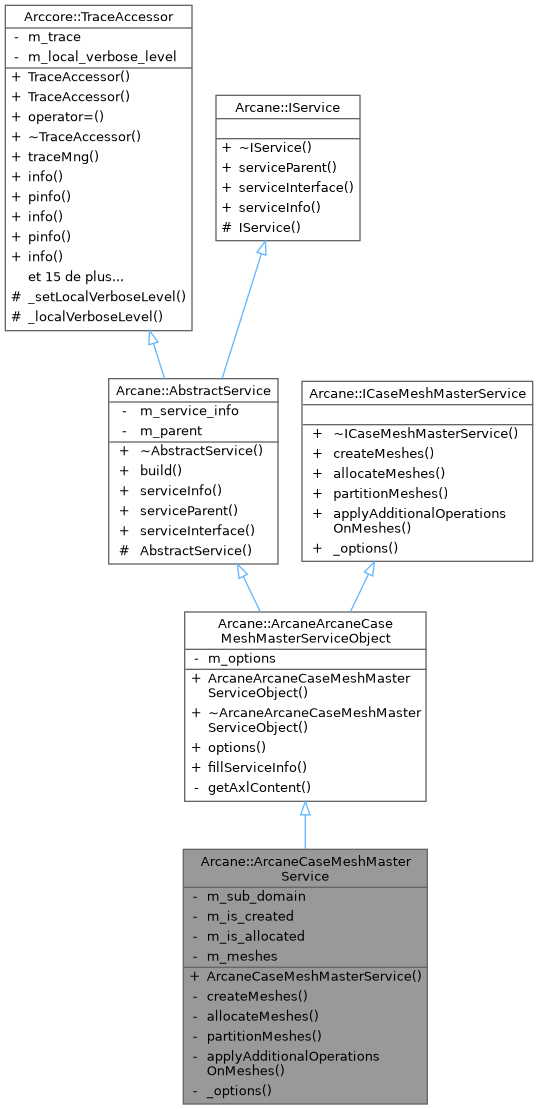 Arccore::TraceAccessor
- m_trace
- m_local_verbose_level
+ TraceAccessor()
+ TraceAccessor()
+ operator=()
+ ~TraceAccessor()
+ traceMng()
+ info()
+ pinfo()
+ info()
+ pinfo()
+ info()
et 15 de plus...
# _setLocalVerboseLevel()
# _localVerboseLevel()
Arcane::IService
+ ~IService()
+ serviceParent()
+ serviceInterface()
+ serviceInfo()
# IService()
Arcane::AbstractService
- m_service_info
- m_parent
+ ~AbstractService()
+ build()
+ serviceInfo()
+ serviceParent()
+ serviceInterface()
# AbstractService()
Arcane::ICaseMeshMasterService
+ ~ICaseMeshMasterService()
+ createMeshes()
+ allocateMeshes()
+ partitionMeshes()
+ applyAdditionalOperations
OnMeshes()
+ _options()
Arcane::ArcaneArcaneCase
MeshMasterServiceObject
- m_options
+ ArcaneArcaneCaseMeshMaster
ServiceObject()
+ ~ArcaneArcaneCaseMeshMaster
ServiceObject()
+ options()
+ fillServiceInfo()
- getAxlContent()
Arcane::ArcaneCaseMeshMaster
Service
- m_sub_domain
- m_is_created
- m_is_allocated
- m_meshes
+ ArcaneCaseMeshMasterService()
- createMeshes()
- allocateMeshes()
- partitionMeshes()
- applyAdditionalOperations
OnMeshes()
- _options()